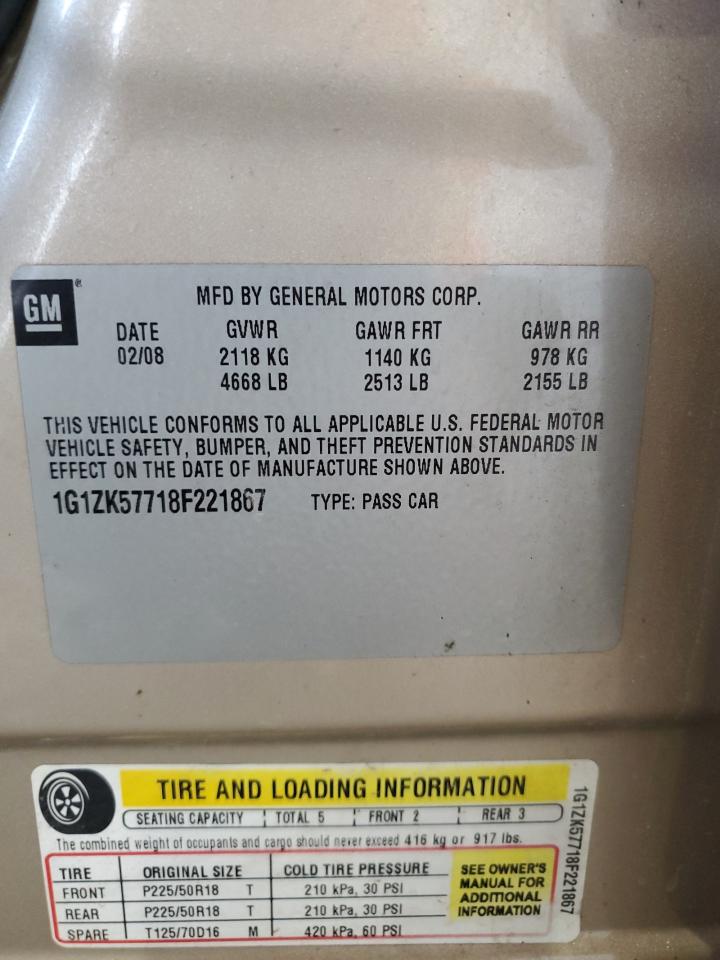 GM®
MFD BY GENERAL MOTORS CORP.
DATE GVWR GAWR FRT GAWR RR
02/08 2118 KG 1140 KG 978 KG
4668 LB 2513 LB 2155 LB
THIS VEHICLE CONFORMS TO ALL APPLICABLE U.S. FEDERAL MOTOR
VEHICLE SAFETY, BUMPER, AND THEFT PREVENTION STANDARDS IN
EFFECT ON THE DATE OF MANUFACTURE SHOWN ABOVE.
1G1ZK57718F221867 TYPE: PASS CAR
TIRE AND LOADING INFORMATION
SEATING CAPACITY TOTAL 5 FRONT 2 REAR 3
The combined weight of occupants and cargo should never exceed 416 kg or 917 lbs.
TIRE ORIGINAL SIZE COLD TIRE PRESSURE
FRONT P225/50R18 T 210 kPa, 30 PSI
REAR P225/50R18 T 210 kPa, 30 PSI
SPARE T125/70D16 M 420 kPa, 60 PSI
SEE OWNER'S
MANUAL FOR
ADDITIONAL
INFORMATION
1G1ZK57718F221867